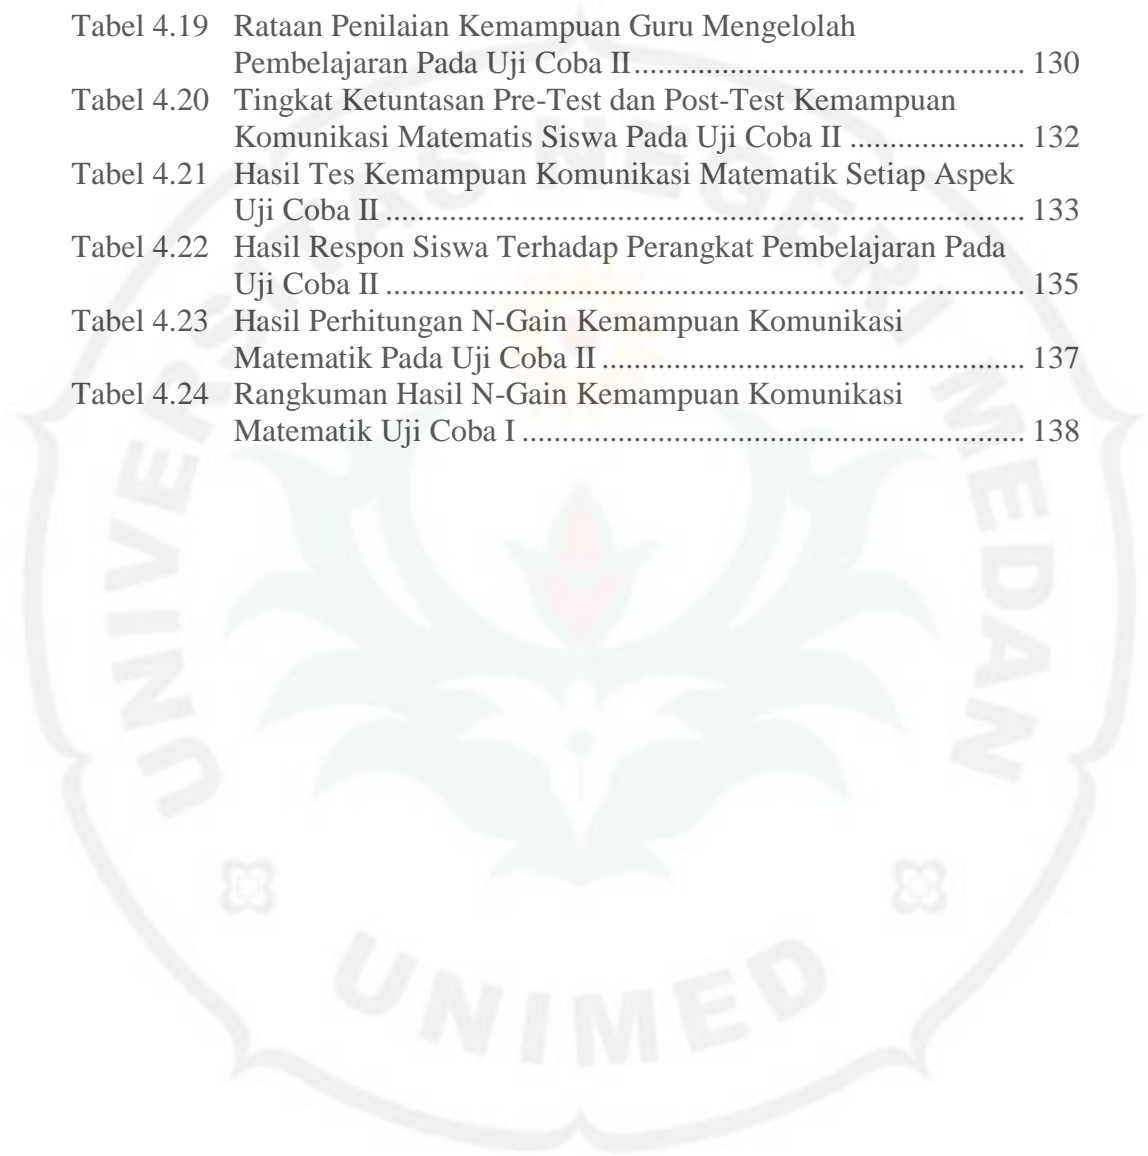 Tabel 4.19 Rataan Penilaian Kemampuan Guru Mengelolah
Pembelajaran Pada Uji Coba II................................................. 130
Tabel 4.20 Tingkat Ketuntasan Pre-Test dan Post-Test Kemampuan
Komunikasi Matematis Siswa Pada Uji Coba II ...................... 132
Tabel 4.21 Hasil Tes Kemampuan Komunikasi Matematik Setiap Aspek
Uji Coba II ................................................................................ 133
Tabel 4.22 Hasil Respon Siswa Terhadap Perangkat Pembelajaran Pada
Uji Coba II ................................................................................ 135
Tabel 4.23 Hasil Perhitungan N-Gain Kemampuan Komunikasi
Matematik Pada Uji Coba II ..................................................... 137
Tabel 4.24 Rangkuman Hasil N-Gain Kemampuan Komunikasi
Matematik Uji Coba I ............................................................... 138
UNIVERSITAS NEGERI MEDAN
UNIMED